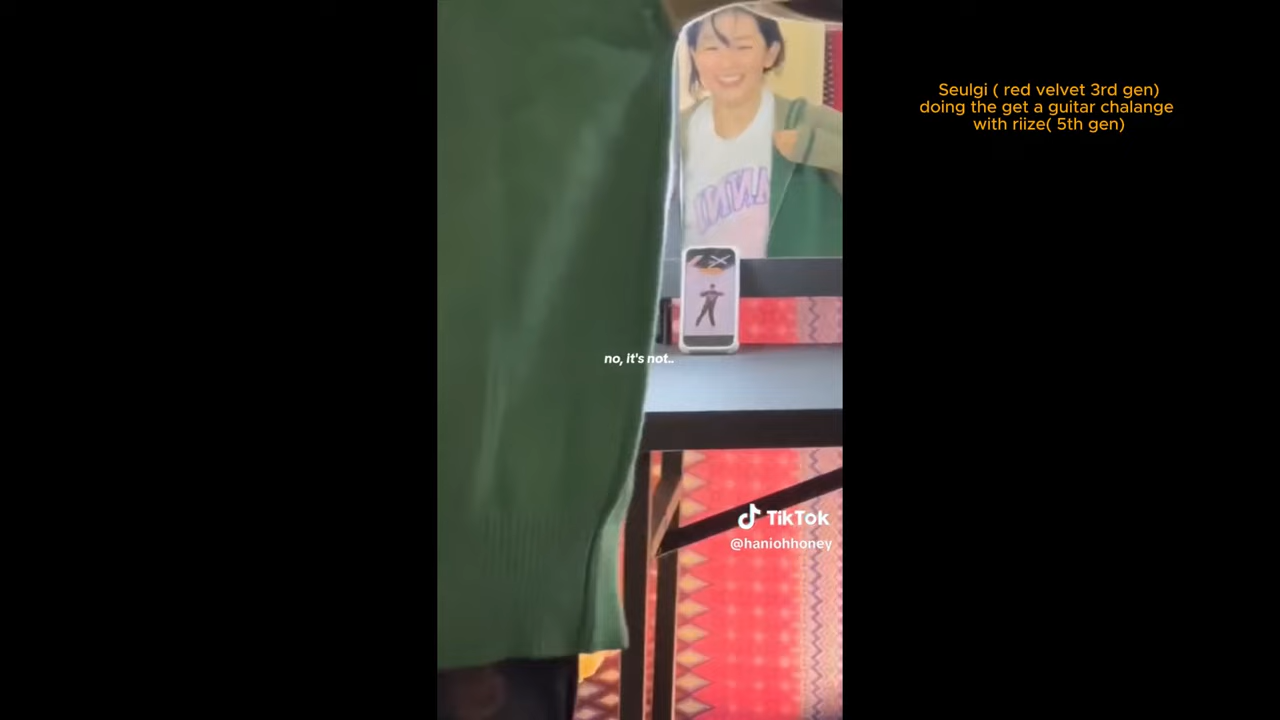 Seulgi ( red velvet 3rd gen)
doing the get a guitar chalange
with riize( 5th gen)
no, it's not..
TikTok
@haniohhoney